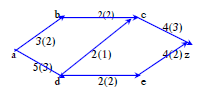 b 2(2) c
4(3)
3(2)
a 2(1) 4(2) z
5(3)
d 2(2) e